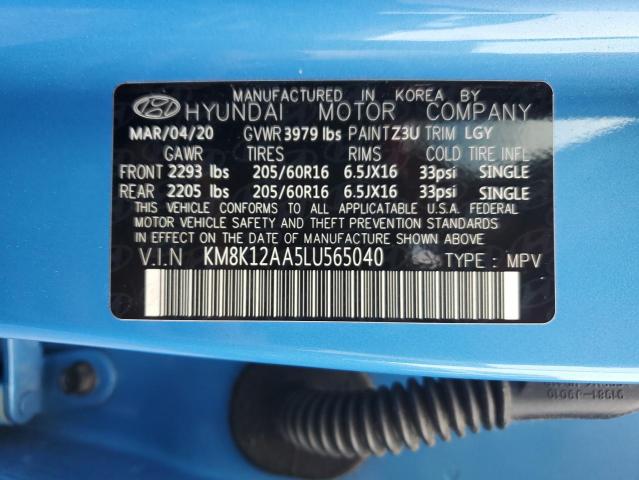 MANUFACTURED IN KOREA BY
HYUNDAI MOTOR COMPANY
MAR/04/20 GVWR 3979 lbs PAINT Z3U TRIM LGY
GAWR TIRES RIMS COLD TIRE INFL
FRONT 2293 lbs 205/60R16 6.5JX16 33psi SINGLE
REAR 2205 lbs 205/60R16 6.5JX16 33psi SINGLE
THIS VEHICLE CONFORMS TO ALL APPLICABLE U.S.A. FEDERAL
MOTOR VEHICLE SAFETY AND THEFT PREVENTION STANDARDS
IN EFFECT ON THE DATE OF MANUFACTURE SHOWN ABOVE.
V.I.N KM8K12AA5LU565040 TYPE : MPV